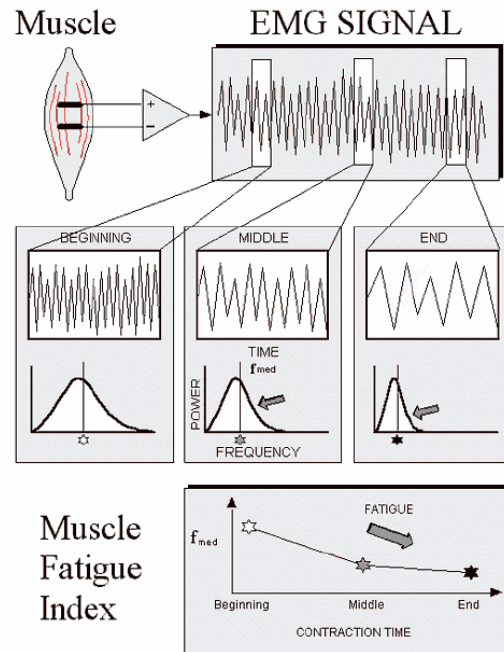 Muscle
EMG SIGNAL
+
−
BEGINNING
MIDDLE
END
TIME
fmed
POWER
FREQUENCY
Muscle
Fatigue
Index
fmed
FATIGUE
Beginning
Middle
End
CONTRACTION TIME